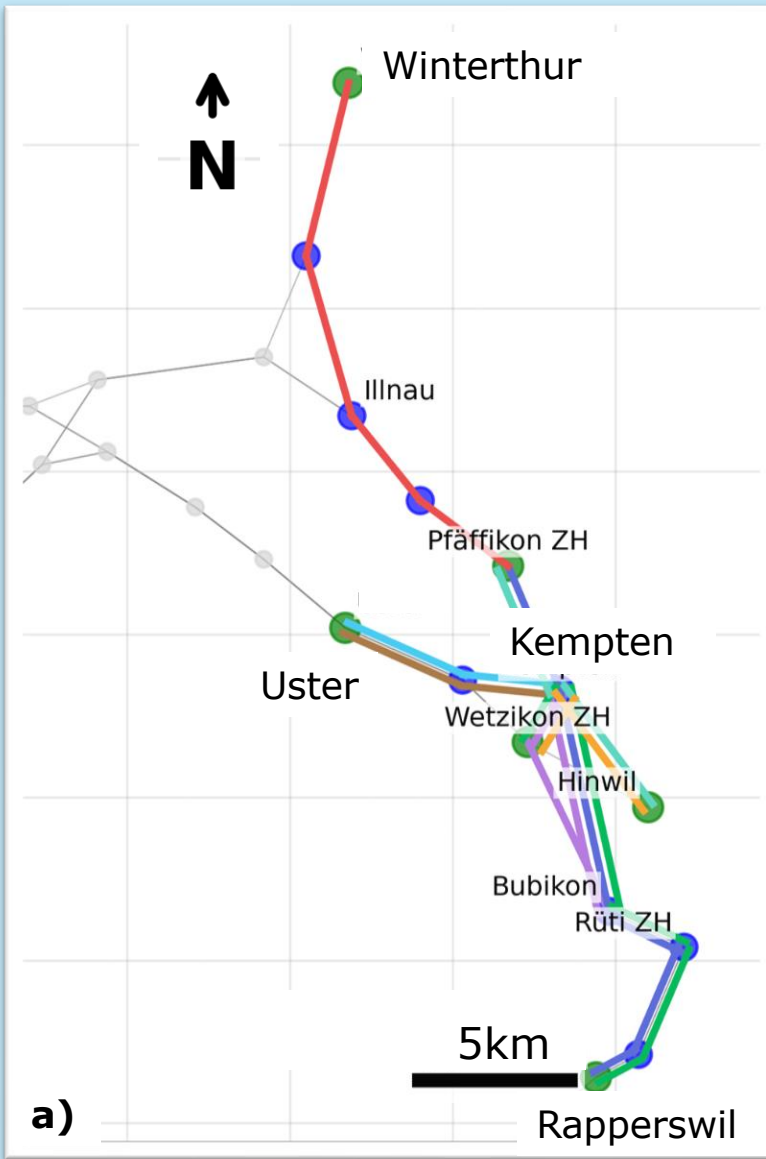 Winterthur
N
Illnau
Pfäffikon ZH
Kempten
Uster
Wetzikon ZH
Hinwil
Bubikon
Rüti ZH
5km
a)
Rapperswil